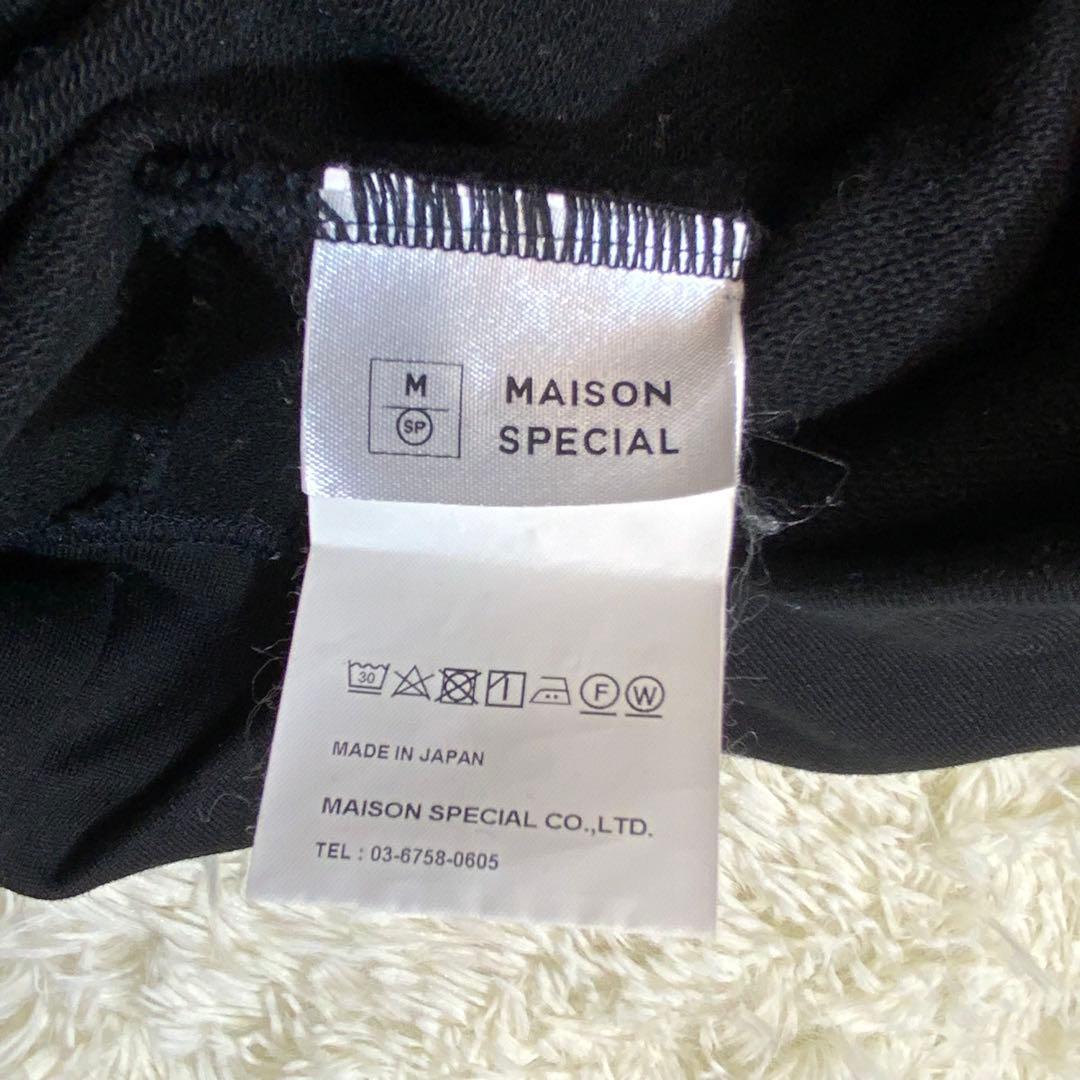 M
SP
MAISON
SPECIAL
30
F W
MADE IN JAPAN
MAISON SPECIAL CO.,LTD.
TEL : 03-6758-0605